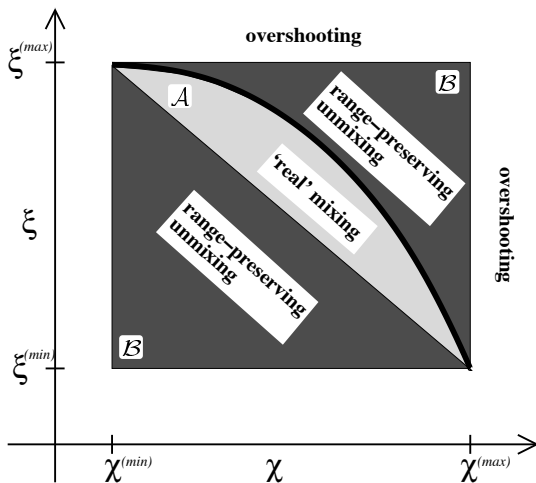 overshooting
ξ(max)
𝓑
𝓐
range–preserving
unmixing
'real' mixing
overshooting
ξ
range–preserving
unmixing
𝓑
ξ(min)
χ(min)
χ
χ(max)